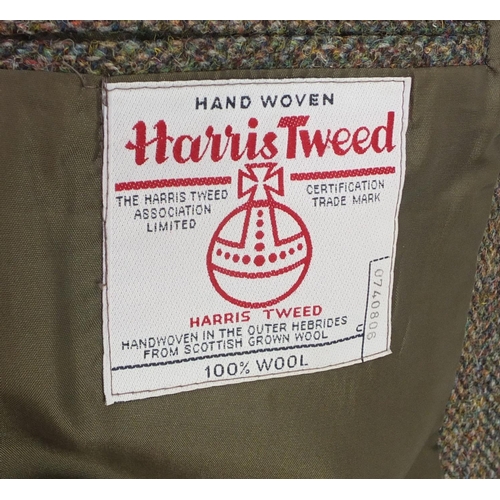 HAND WOVEN
Harris Tweed
THE HARRIS TWEED
ASSOCIATION
LIMITED
CERTIFICATION
TRADE MARK
HARRIS TWEED
HANDWOVEN IN THE OUTER HEBRIDES
FROM SCOTTISH GROWN WOOL
100% WOOL
0740806